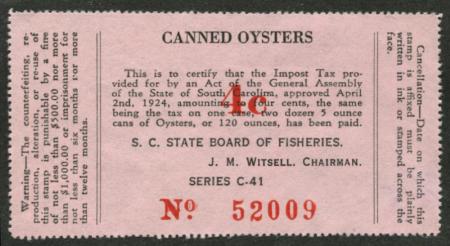 CANNED OYSTERS
This is to certify that the Impost Tax pro-
vided for by an Act of the General Assembly
of the State of South Carolina, approved April
2nd, 1924, amounting to four cents, the same
being the tax on one case, two dozen 5 ounce
cans of Oysters, or 120 ounces, has been paid.
4c
S. C. STATE BOARD OF FISHERIES.
J. M. WITSELL, CHAIRMAN.
SERIES C-41
No. 52009
Warning—The counterfeiting, re-
production, alteration, or re-use of
this stamp is punishable by a fine
of not less than $500.00 nor more
than $1,000.00 or imprisonment for
not less than six months nor more
than twelve months.
Cancellation—Date on which this
stamp is affixed must be plainly
written in ink or stamped across the
face.